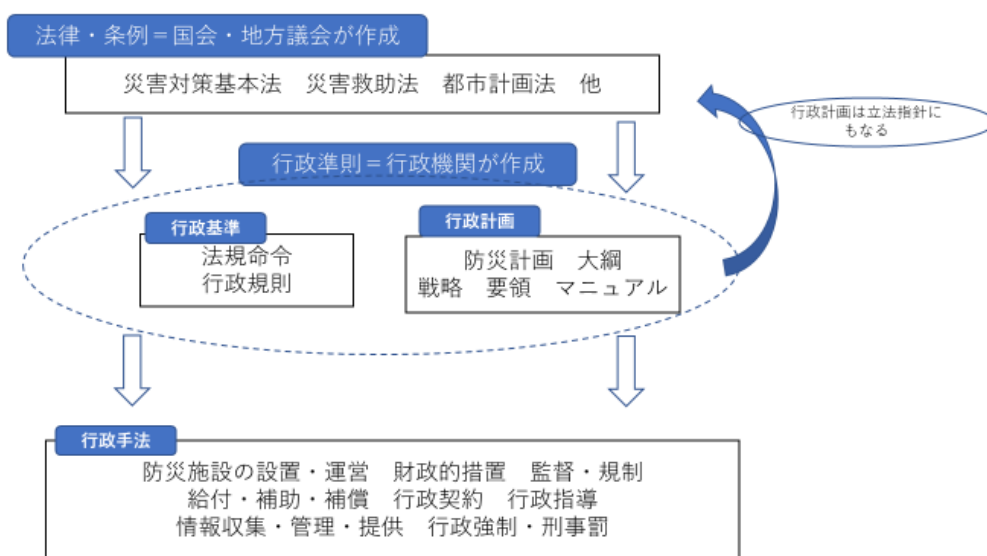 法律・条例＝国会・地方議会が作成
災害対策基本法　災害救助法　都市計画法　他
行政計画は立法指針に
もなる
行政準則＝行政機関が作成
行政基準
法規命令
行政規則
行政計画
防災計画　大綱
戦略　要領　マニュアル
行政手法
防災施設の設置・運営　財政的措置　監督・規制
給付・補助・補償　行政契約　行政指導
情報収集・管理・提供　行政強制・刑事罰